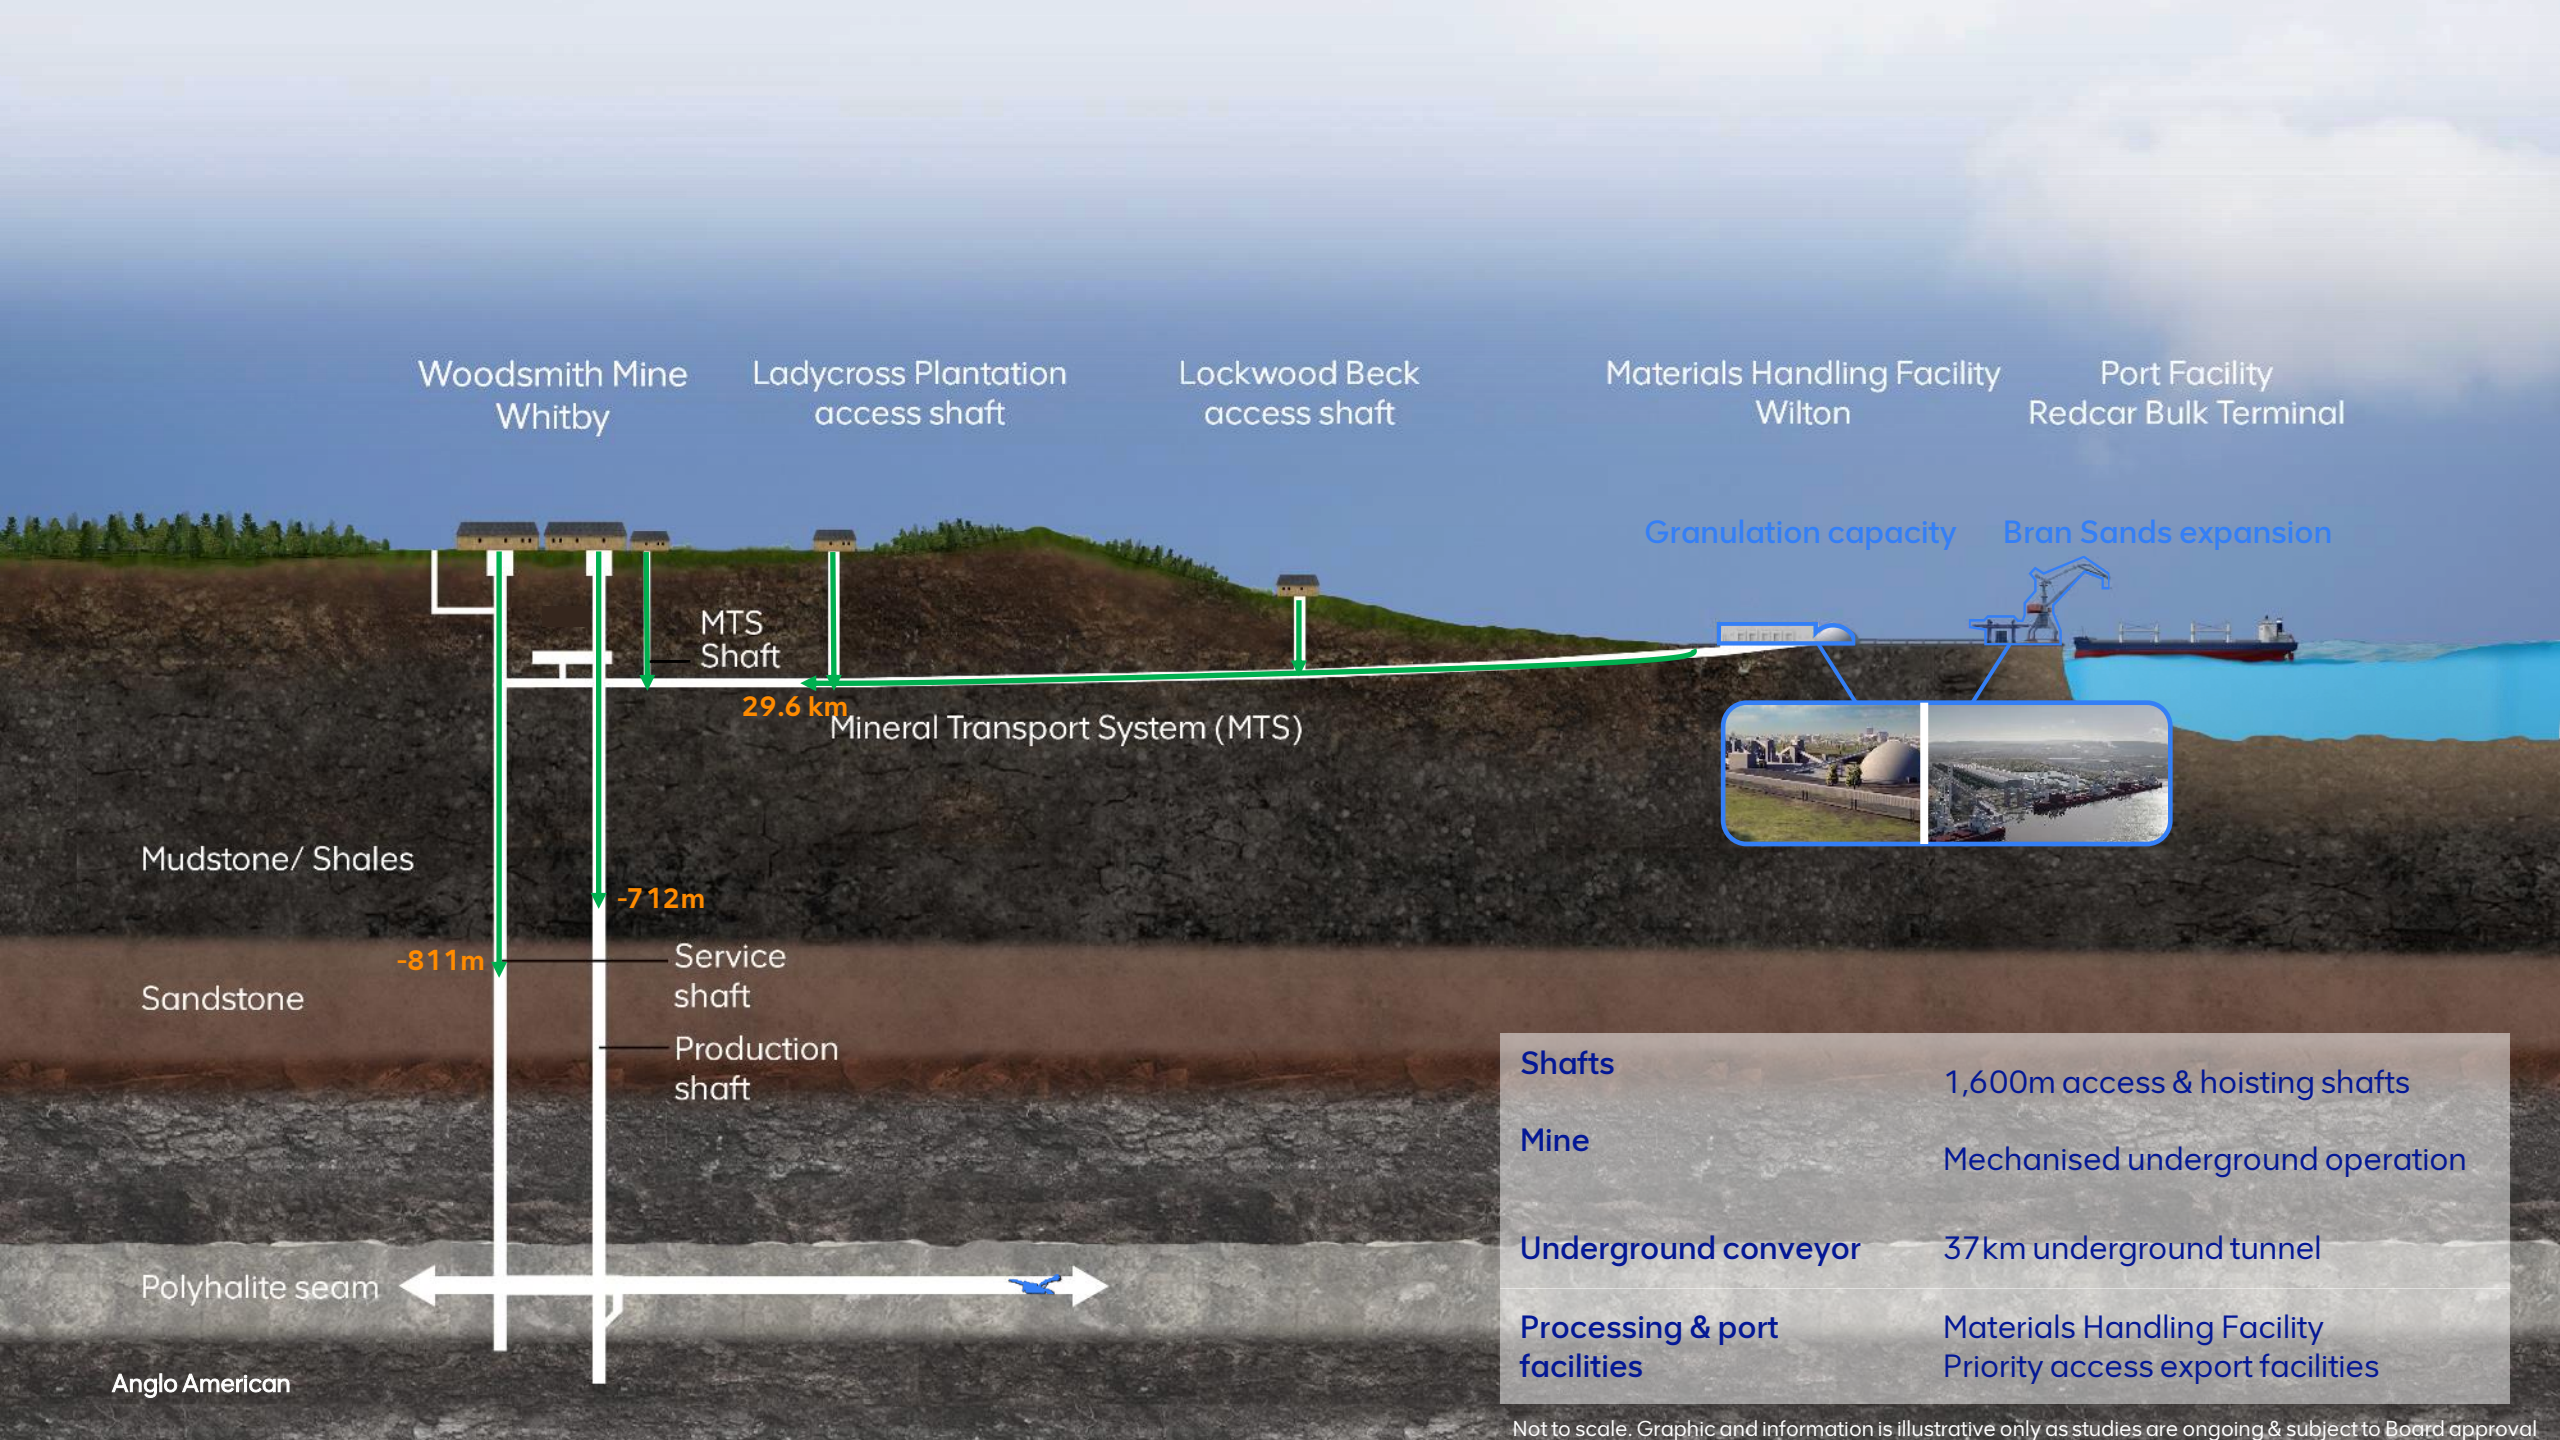 Woodsmith Mine
Whitby
Ladycross Plantation
access shaft
Lockwood Beck
access shaft
Materials Handling Facility
Wilton
Port Facility
Redcar Bulk Terminal
Granulation capacity
Bran Sands expansion
MTS
Shaft
29.6 km
Mineral Transport System (MTS)
Mudstone/ Shales
-712m
-811m
Service
shaft
Sandstone
Production
shaft
Polyhalite seam
Shafts
1,600m access & hoisting shafts
Mine
Mechanised underground operation
Underground conveyor
37km underground tunnel
Processing & port
facilities
Materials Handling Facility
Priority access export facilities
Anglo American
Not to scale. Graphic and information is illustrative only as studies are ongoing & subject to Board approval